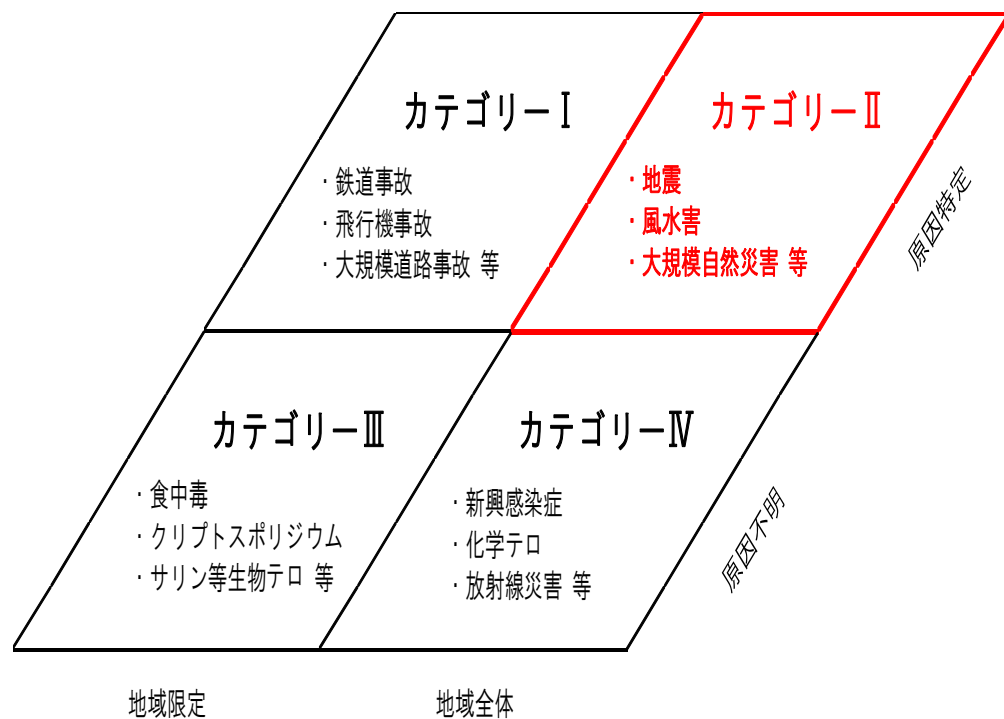 カテゴリーⅠ
・鉄道事故
・飛行機事故
・大規模道路事故 等
カテゴリーⅡ
・地震
・風水害
・大規模自然災害 等
原因特定
カテゴリーⅢ
・食中毒
・クリプトスポリジウム
・サリン等生物テロ 等
カテゴリーⅣ
・新興感染症
・化学テロ
・放射線災害 等
原因不明
地域限定
地域全体